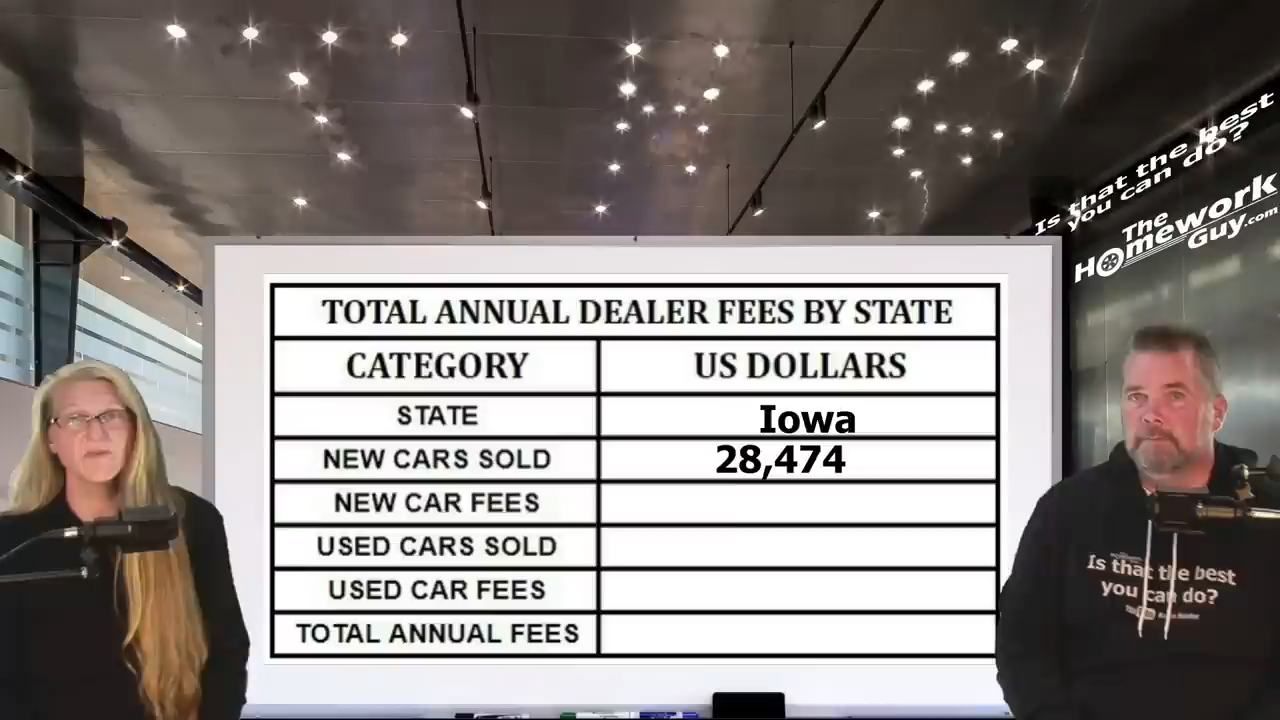 Is that the best
you can do?
The
Homework
Guy.com
TOTAL ANNUAL DEALER FEES BY STATE
CATEGORY US DOLLARS
STATE Iowa
NEW CARS SOLD 28,474
NEW CAR FEES
USED CARS SOLD
USED CAR FEES
TOTAL ANNUAL FEES
Is that the best
you can do?